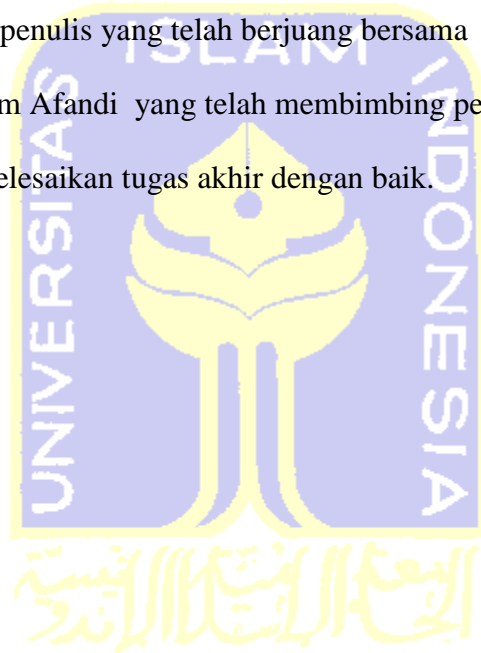 penulis yang telah berjuang bersama
m Afandi yang telah membimbing pe
elesaikan tugas akhir dengan baik.
UNIVERSITAS
ISLAM
INDONESIA